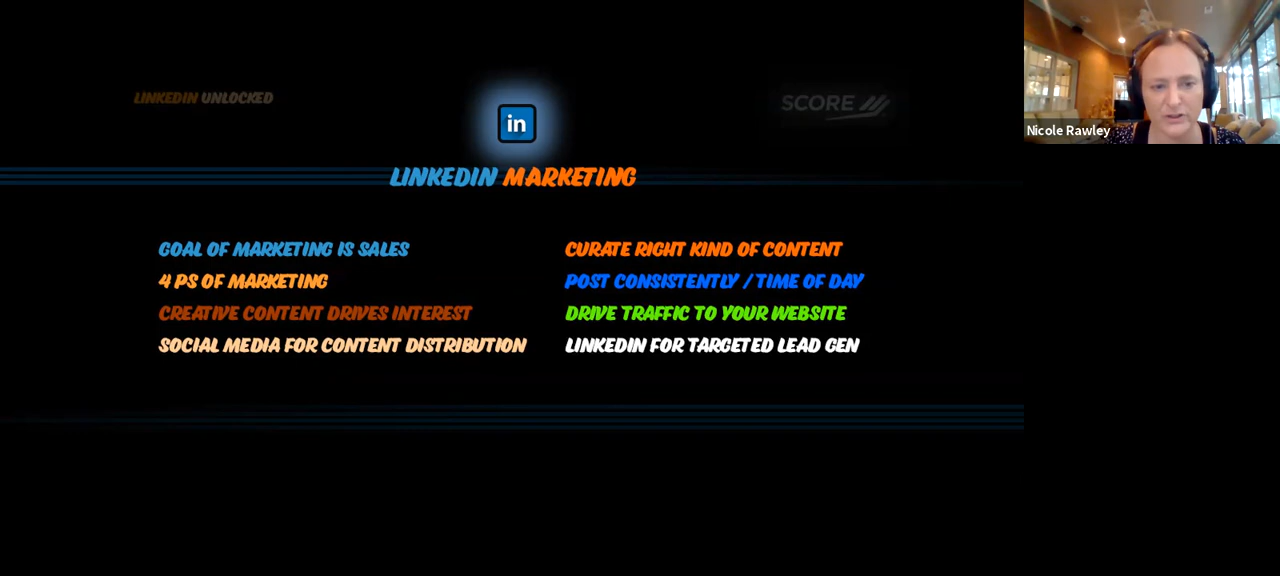 LINKEDIN UNLOCKED
in
SCORE
Nicole Rawley
LINKEDIN MARKETING
GOAL OF MARKETING IS SALES
4 PS OF MARKETING
CREATIVE CONTENT DRIVES INTEREST
SOCIAL MEDIA FOR CONTENT DISTRIBUTION
CURATE RIGHT KIND OF CONTENT
POST CONSISTENTLY / TIME OF DAY
DRIVE TRAFFIC TO YOUR WEBSITE
LINKEDIN FOR TARGETED LEAD GEN